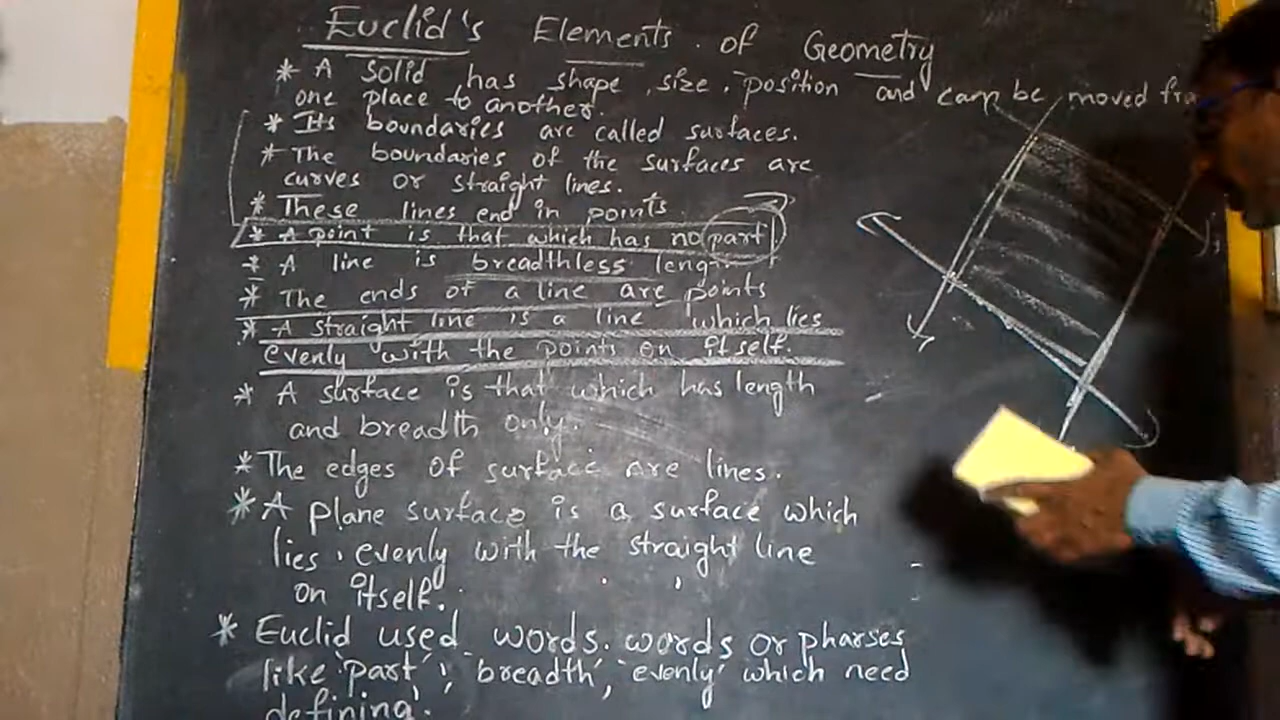 Euclid's Elements of Geometry
* A solid has shape, size, position and can be moved
one place to another.
* Its boundaries are called surfaces.
* The boundaries of the surfaces are
curves or straight lines.
* These lines end in points
* A point is that which has no part
* A line is breadthless
* The ends of a line are points
* A straight line is a line which lies
evenly with the points on itself.
* A surface is that which has length
and breadth only.
* The edges of surface are lines.
* A plane surface is a surface which
lies evenly with the straight line
on itself.
* Euclid used words. words or pharses
like 'part', 'breadth', 'evenly' which need
defining.